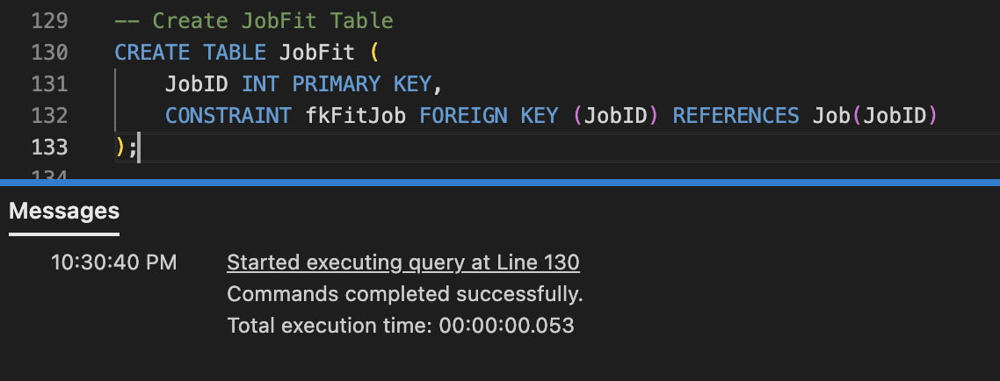 129 -- Create JobFit Table
130 CREATE TABLE JobFit (
131 JobID INT PRIMARY KEY,
132 CONSTRAINT fkFitJob FOREIGN KEY (JobID) REFERENCES Job(JobID)
133 );
134
Messages
10:30:40 PM Started executing query at Line 130
Commands completed successfully.
Total execution time: 00:00:00.053